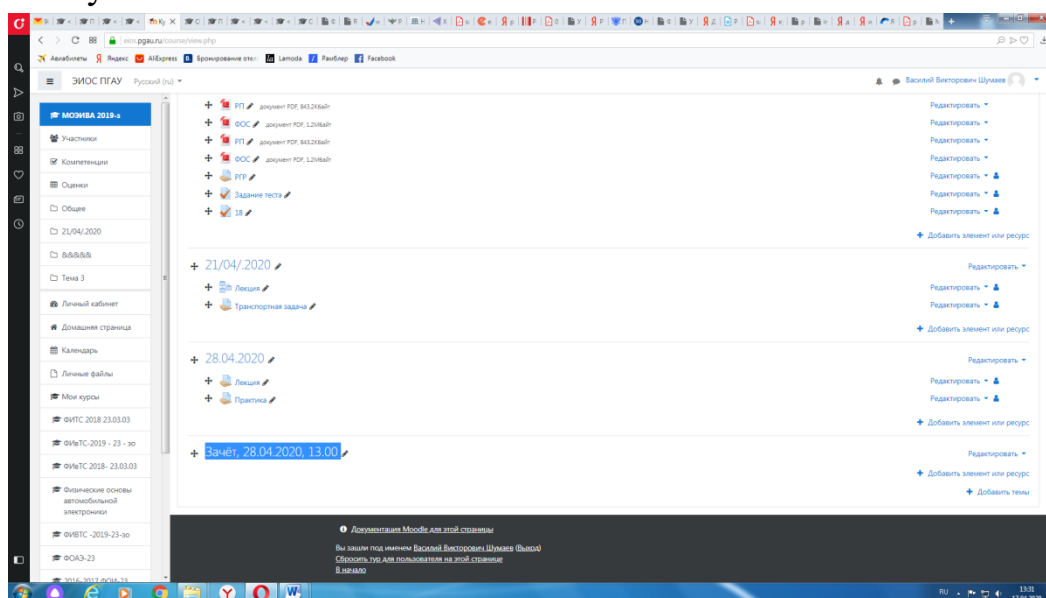 eios.pgau.ru/course/view.php
Авиабилеты Яндекс AliExpress Lamoda Рамблер Facebook
ЭИОС ПГАУ Русский (ru)
Василий Викторович Шумаев
МОЭИВА 2019-з
Участники
Компетенции
Оценки
Общее
21/04/.2020
&&&&&
Тема 3
Личный кабинет
Домашняя страница
Календарь
Личные файлы
Мои курсы
ФИТС 2018 23.03.03
ФИвТС-2019 - 23 - зо
ФИвТС 2018- 23.03.03
Физические основы
автомобильной
электроники
ФИВТС -2019-23-зо
ФОАЭ-23
2016-2017 ФОМ-23
РП документ PDF, 843,2Кбайт Редактировать
ФОС документ PDF, 1.2Мбайт Редактировать
РП документ PDF, 843,2Кбайт Редактировать
ФОС документ PDF, 1.2Мбайт Редактировать
РГР Редактировать
Задание теста Редактировать
18 Редактировать
Добавить элемент или ресурс
21/04/.2020 Редактировать
Лекция Редактировать
Транспортная задача Редактировать
Добавить элемент или ресурс
28.04.2020 Редактировать
Лекция Редактировать
Практика Редактировать
Добавить элемент или ресурс
Зачёт, 28.04.2020, 13.00 Редактировать
Добавить элемент или ресурс
Добавить темы
Документация Moodle для этой страницы
Вы зашли под именем Василий Викторович Шумаев (Выход)
Сбросить тур для пользователя на этой странице
В начало
RU 13:31